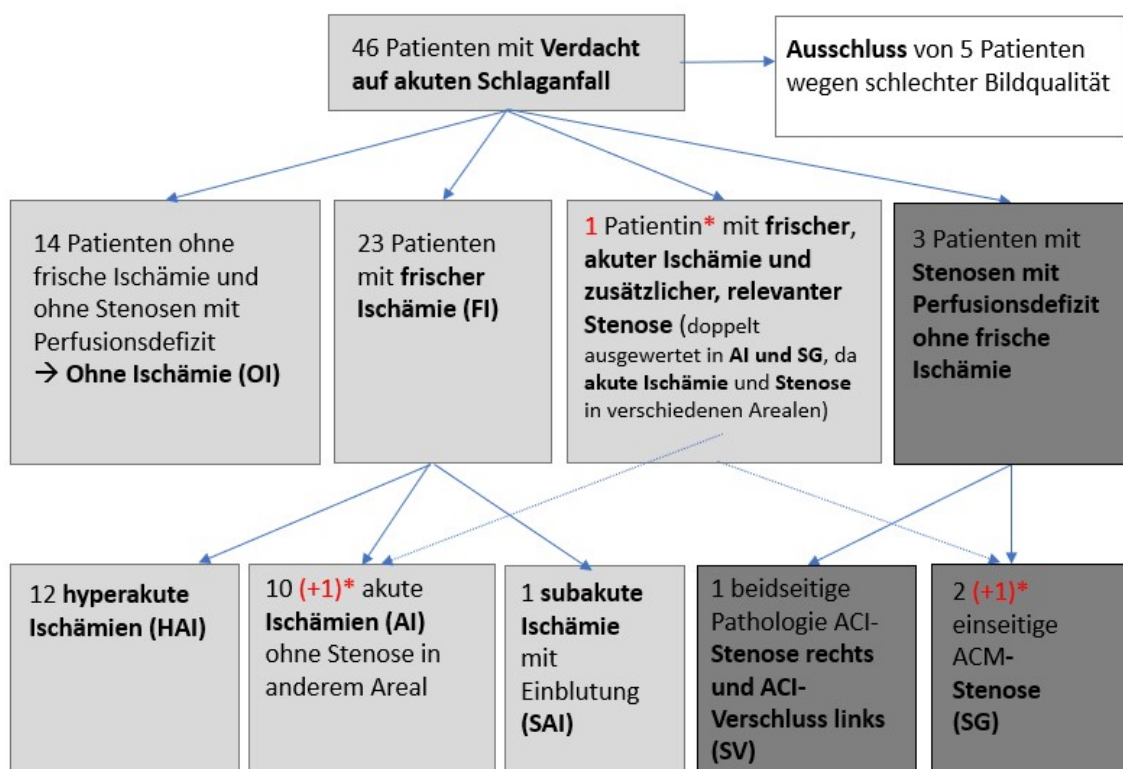 46 Patienten mit Verdacht
auf akuten Schlaganfall
Ausschluss von 5 Patienten
wegen schlechter Bildqualität
14 Patienten ohne
frische Ischämie und
ohne Stenosen mit
Perfusionsdefizit
→ Ohne Ischämie (OI)
23 Patienten
mit frischer
Ischämie (FI)
1 Patientin* mit frischer,
akuter Ischämie und
zusätzlicher, relevanter
Stenose (doppelt
ausgewertet in AI und SG, da
akute Ischämie und Stenose
in verschiedenen Arealen)
3 Patienten mit
Stenosen mit
Perfusionsdefizit
ohne frische
Ischämie
12 hyperakute
Ischämien (HAI)
10 (+1)* akute
Ischämien (AI)
ohne Stenose in
anderem Areal
1 subakute
Ischämie
mit
Einblutung
(SAI)
1 beidseitige
Pathologie ACI-
Stenose rechts
und ACI-
Verschluss links
(SV)
2 (+1)*
einseitige
ACM-
Stenose
(SG)